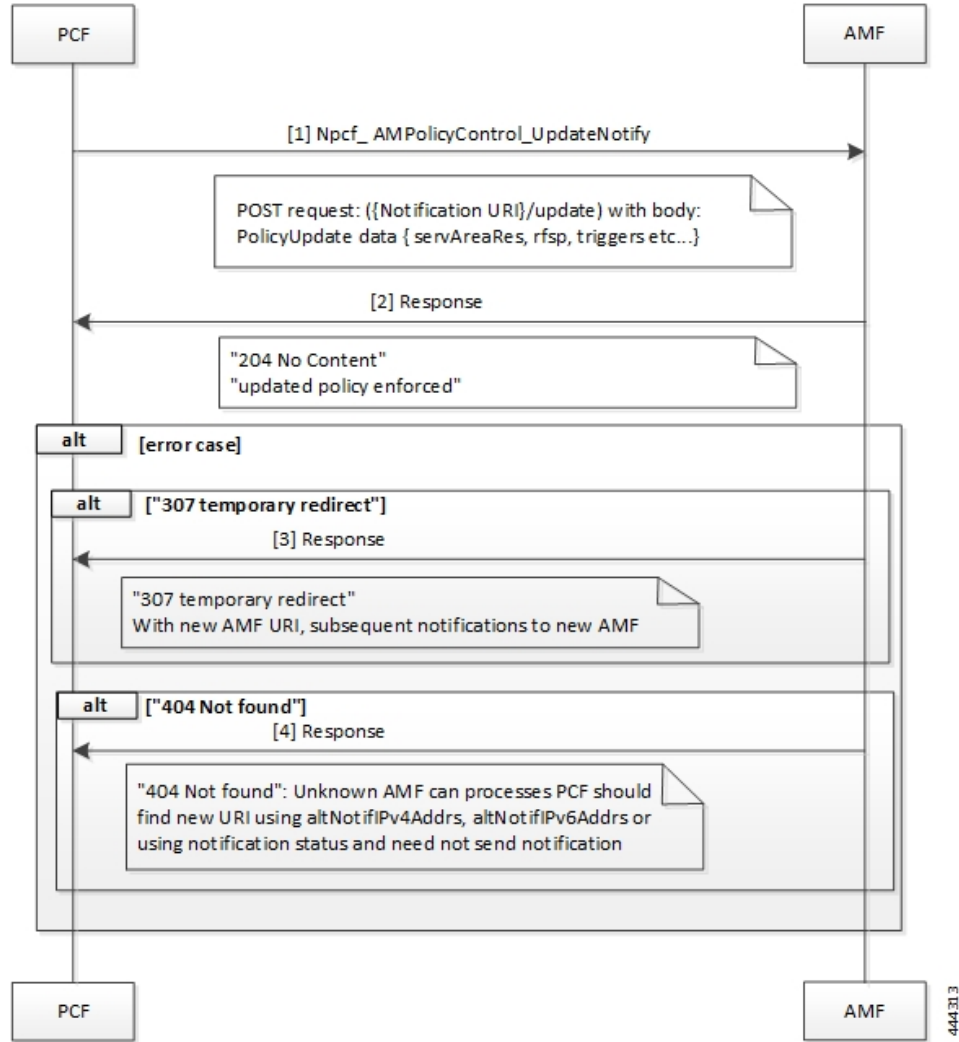 PCF
AMF
[1] Npcf_ AMPolicyControl_UpdateNotify
POST request: ({Notification URI}/update) with body:
PolicyUpdate data { servAreaRes, rfsp, triggers etc...}
[2] Response
"204 No Content"
"updated policy enforced"
alt
[error case]
alt
["307 temporary redirect"]
[3] Response
"307 temporary redirect"
With new AMF URI, subsequent notifications to new AMF
alt
["404 Not found"]
[4] Response
"404 Not found": Unknown AMF can processes PCF should
find new URI using altNotifIPv4Addrs, altNotifIPv6Addrs or
using notification status and need not send notification
PCF
AMF
444313